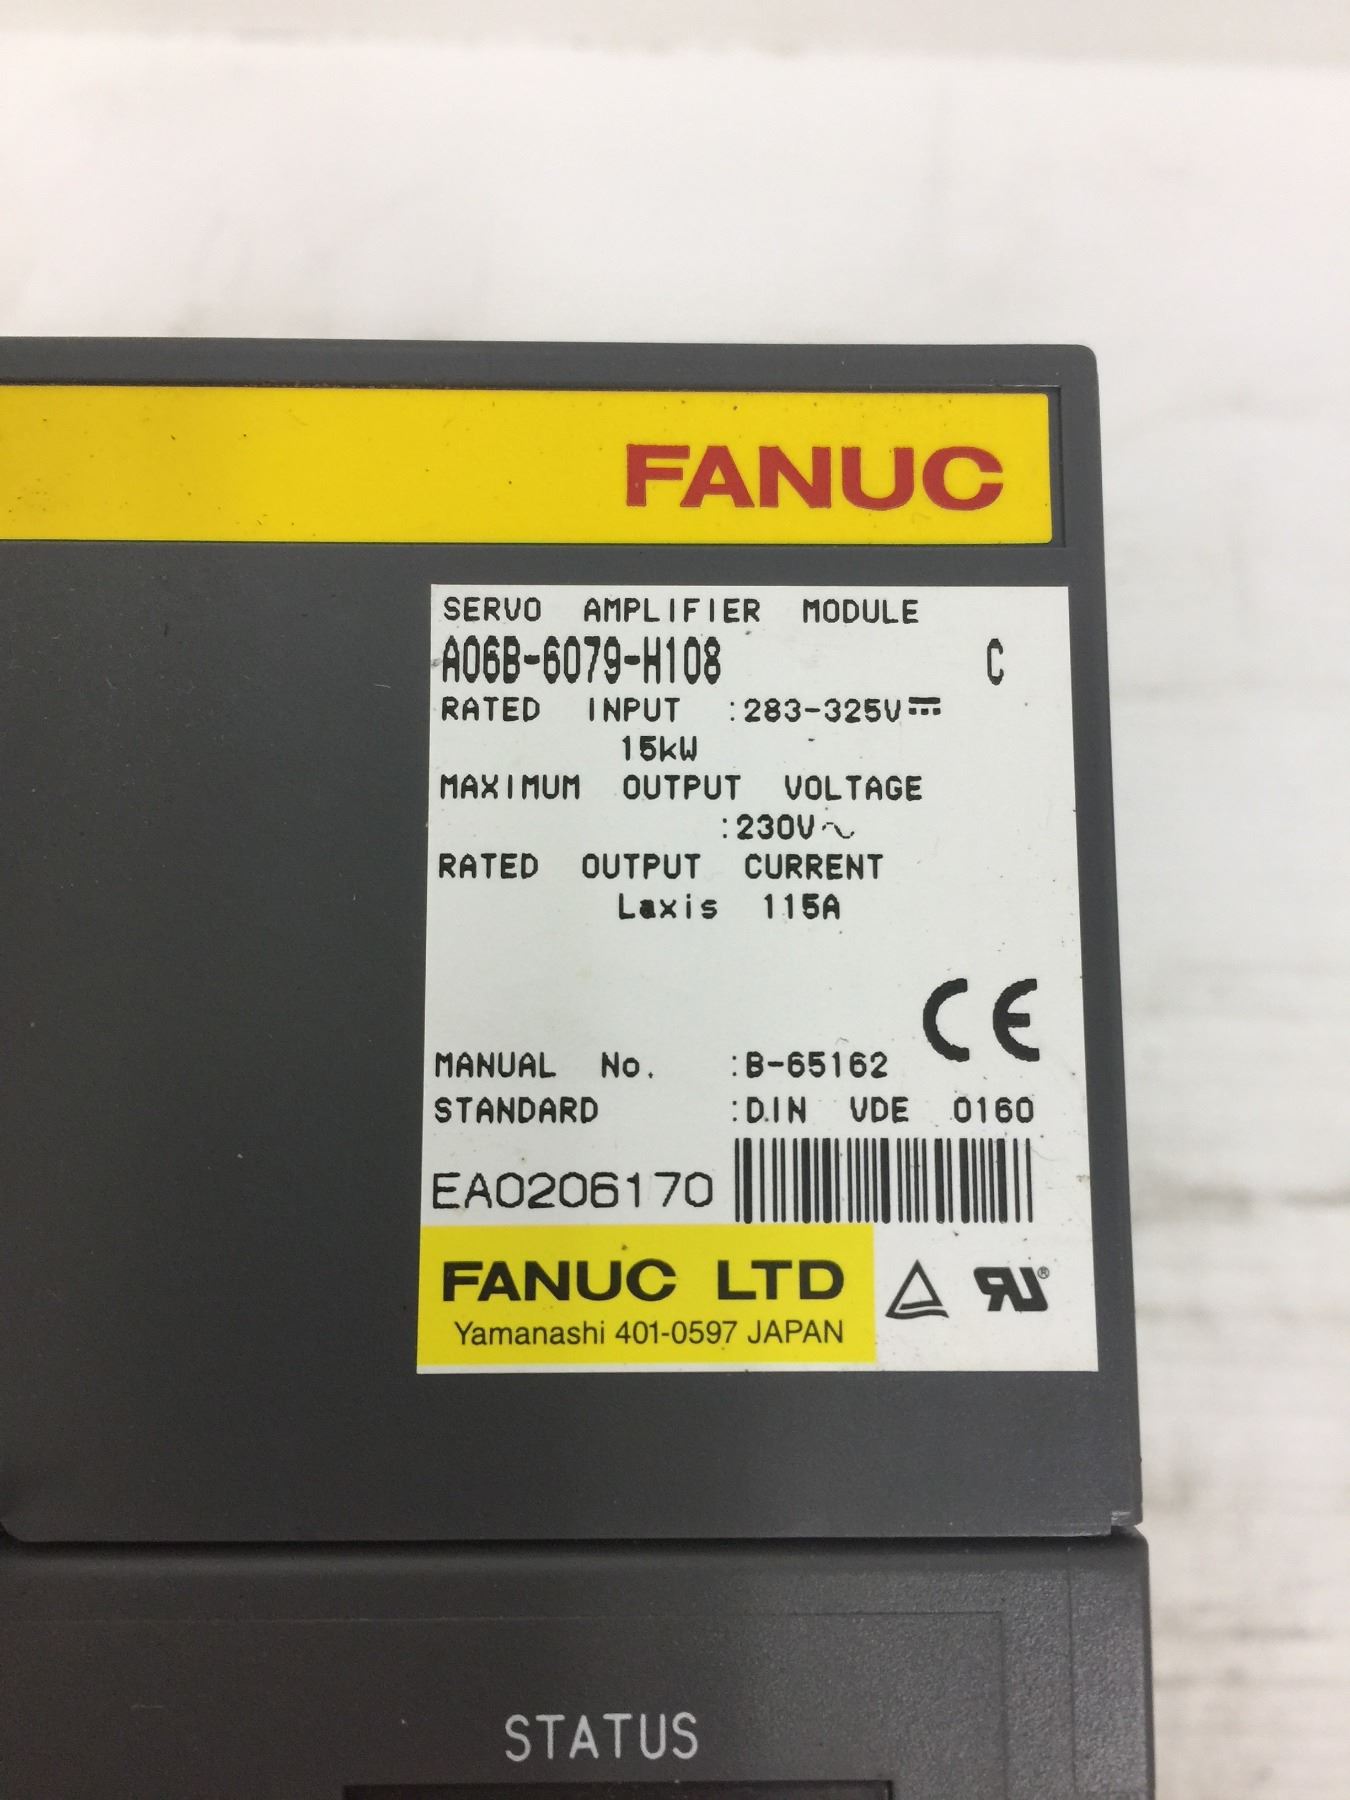 FANUC
SERVO AMPLIFIER MODULE
A06B-6079-H108 C
RATED INPUT :283-325V⎓
15kW
MAXIMUM OUTPUT VOLTAGE
:230V～
RATED OUTPUT CURRENT
Laxis 115A
CE
MANUAL No. :B-65162
STANDARD :DIN VDE 0160
EA0206170
FANUC LTD
Yamanashi 401-0597 JAPAN
RU®
STATUS